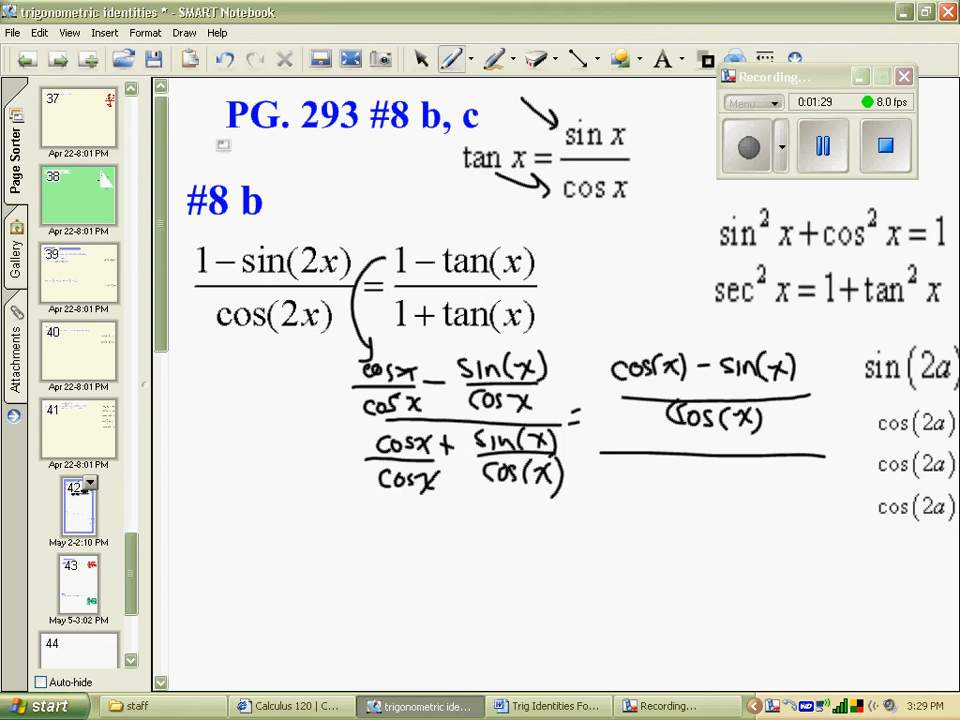 trigonometric identities * - SMART Notebook
File Edit View Insert Format Draw Help
Recording...
Menu 0:01:29 8.0 fps
Page Sorter
Gallery
Attachments
37
Apr 22-8:01 PM
38
Apr 22-8:01 PM
39
Apr 22-8:01 PM
40
Apr 22-8:01 PM
41
Apr 22-8:01 PM
42
May 2-2:10 PM
43
May 5-3:02 PM
44
Auto-hide
PG. 293 #8 b, c
tan x = sin x / cos x
#8 b
sin² x + cos² x = 1
sec² x = 1 + tan² x
1 − sin(2x) / cos(2x) = 1 − tan(x) / 1 + tan(x)
cosx / cosx − sin(x) / cosx
cosx / cosx + sin(x) / cos(x)
=
cos(x) − sin(x)
cos(x)
sin(2a)
cos(2a)
cos(2a)
cos(2a)
start staff Calculus 120 | C... trigonometric ide... Trig Identities Fo... Recording... 3:29 PM